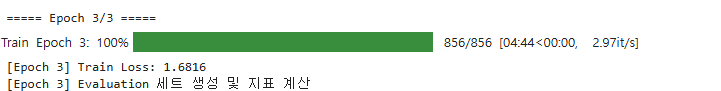 ===== Epoch 3/3 =====
Train Epoch 3: 100% 856/856 [04:44<00:00, 2.97it/s]
[Epoch 3] Train Loss: 1.6816
[Epoch 3] Evaluation 세트 생성 및 지표 계산